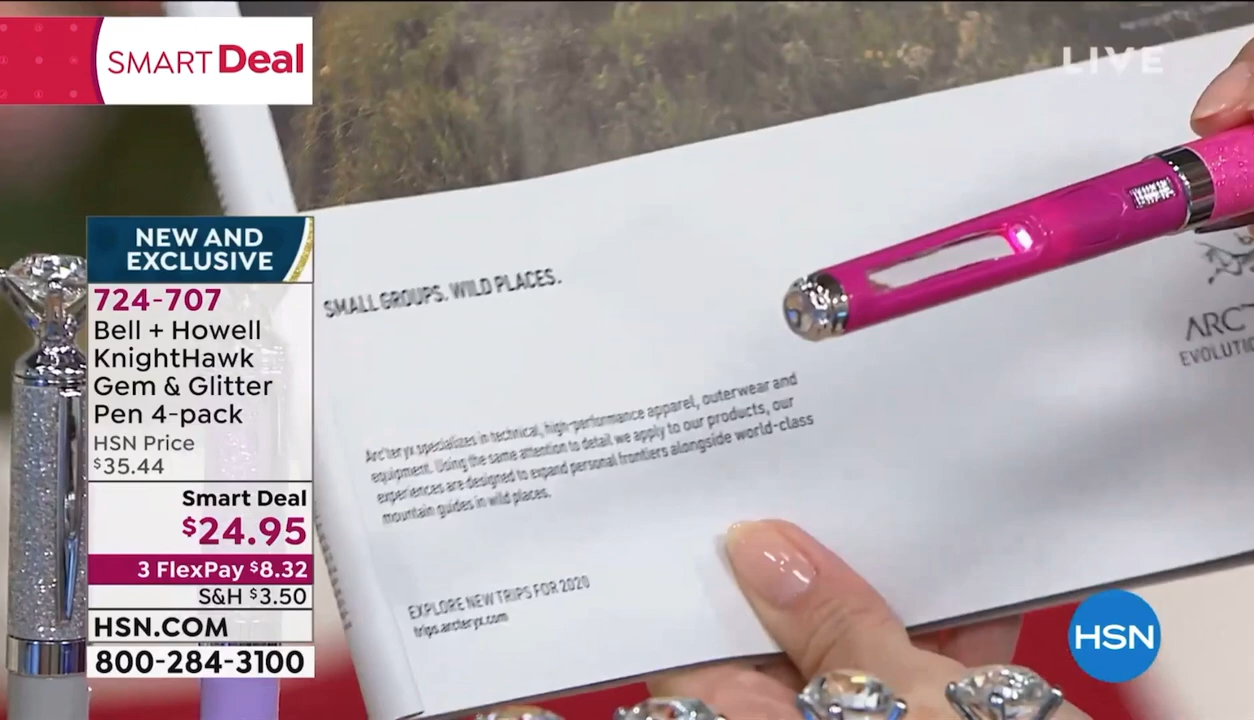 SMART Deal
LIVE
NEW AND
EXCLUSIVE
724-707
Bell + Howell
KnightHawk
Gem & Glitter
Pen 4-pack
HSN Price
$35.44
Smart Deal
$24.95
3 FlexPay $8.32
S&H $3.50
HSN.COM
800-284-3100
SMALL GROUPS. WILD PLACES.
Arc'teryx specializes in technical, high-performance apparel, outerwear and
equipment. Using the same attention to detail we apply to our products, our
experiences are designed to expand personal frontiers alongside world-class
mountain guides in wild places.
EXPLORE NEW TRIPS FOR 2020
trips.arcteryx.com
ARC'T
EVOLUTIO
HSN